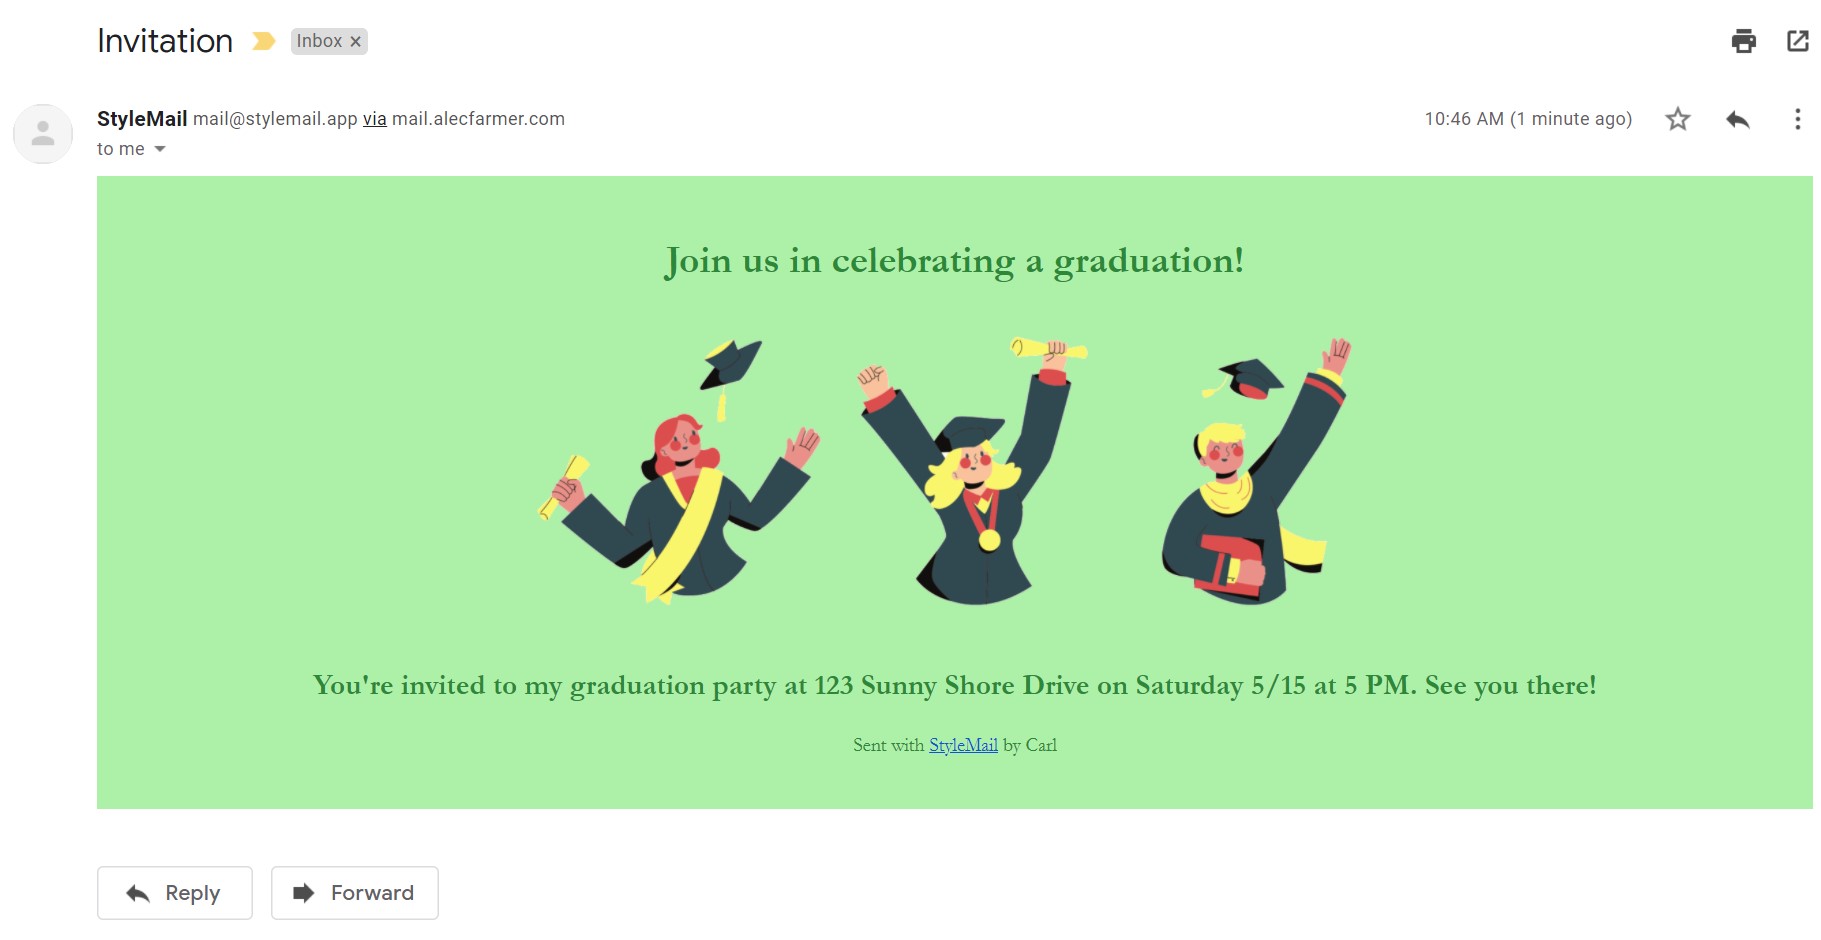 Invitation Inbox ×
StyleMail mail@stylemail.app via mail.alecfarmer.com 10:46 AM (1 minute ago)
to me
Join us in celebrating a graduation!
You're invited to my graduation party at 123 Sunny Shore Drive on Saturday 5/15 at 5 PM. See you there!
Sent with StyleMail by Carl
Reply Forward